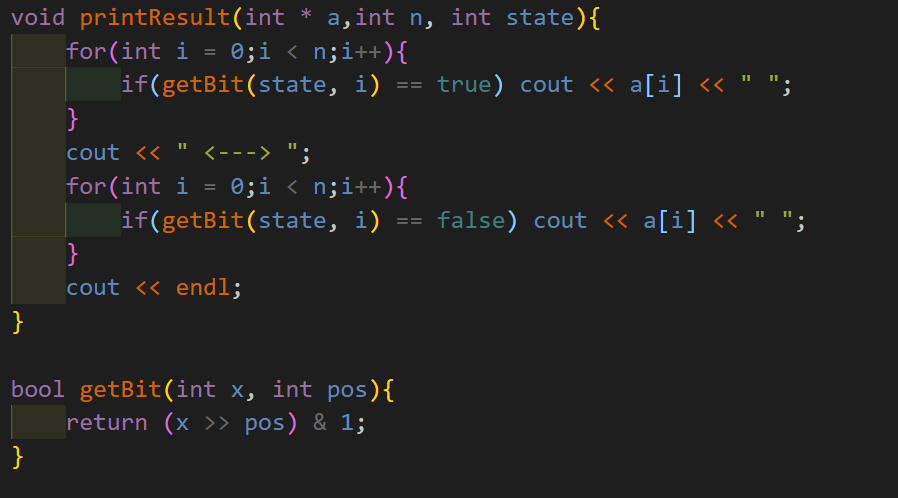 void printResult(int * a,int n, int state){
    for(int i = 0;i < n;i++){
        if(getBit(state, i) == true) cout << a[i] << " ";
    }
    cout << " <---> ";
    for(int i = 0;i < n;i++){
        if(getBit(state, i) == false) cout << a[i] << " ";
    }
    cout << endl;
}

bool getBit(int x, int pos){
    return (x >> pos) & 1;
}